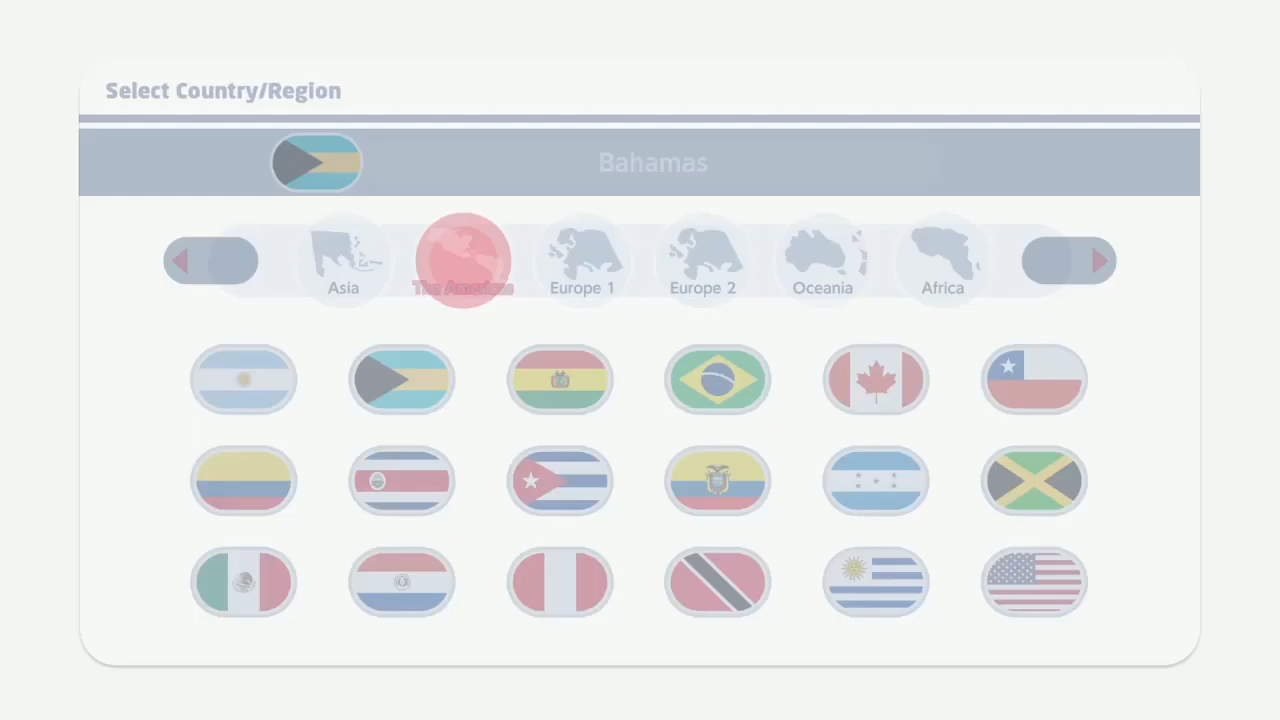 Select Country/Region
Bahamas
Asia
The Americas
Europe 1
Europe 2
Oceania
Africa